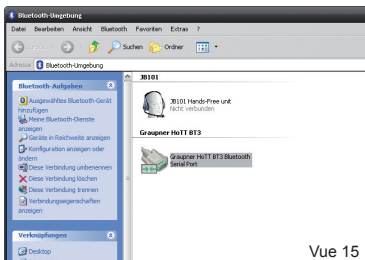 Bluetooth-Umgebung
Datei Bearbeiten Ansicht Bluetooth Favoriten Extras ?
Zurück Suchen Ordner
Adresse Bluetooth-Umgebung
Bluetooth-Aufgaben
Ausgewähltes Bluetooth-Gerät
hinzufügen
Meine Bluetooth-Dienste
anzeigen
Geräte in Reichweite anzeigen
Konfiguration anzeigen oder
ändern
Diese Verbindung umbenennen
Diese Verbindung löschen
Diese Verbindung trennen
Verbindungseigenschaften
anzeigen
Verknüpfungen
Desktop
JB101
JB101 Hands-Free unit
Nicht verbunden
Graupner HoTT BT3
Graupner HoTT BT3 Bluetooth
Serial Port
Vue 15